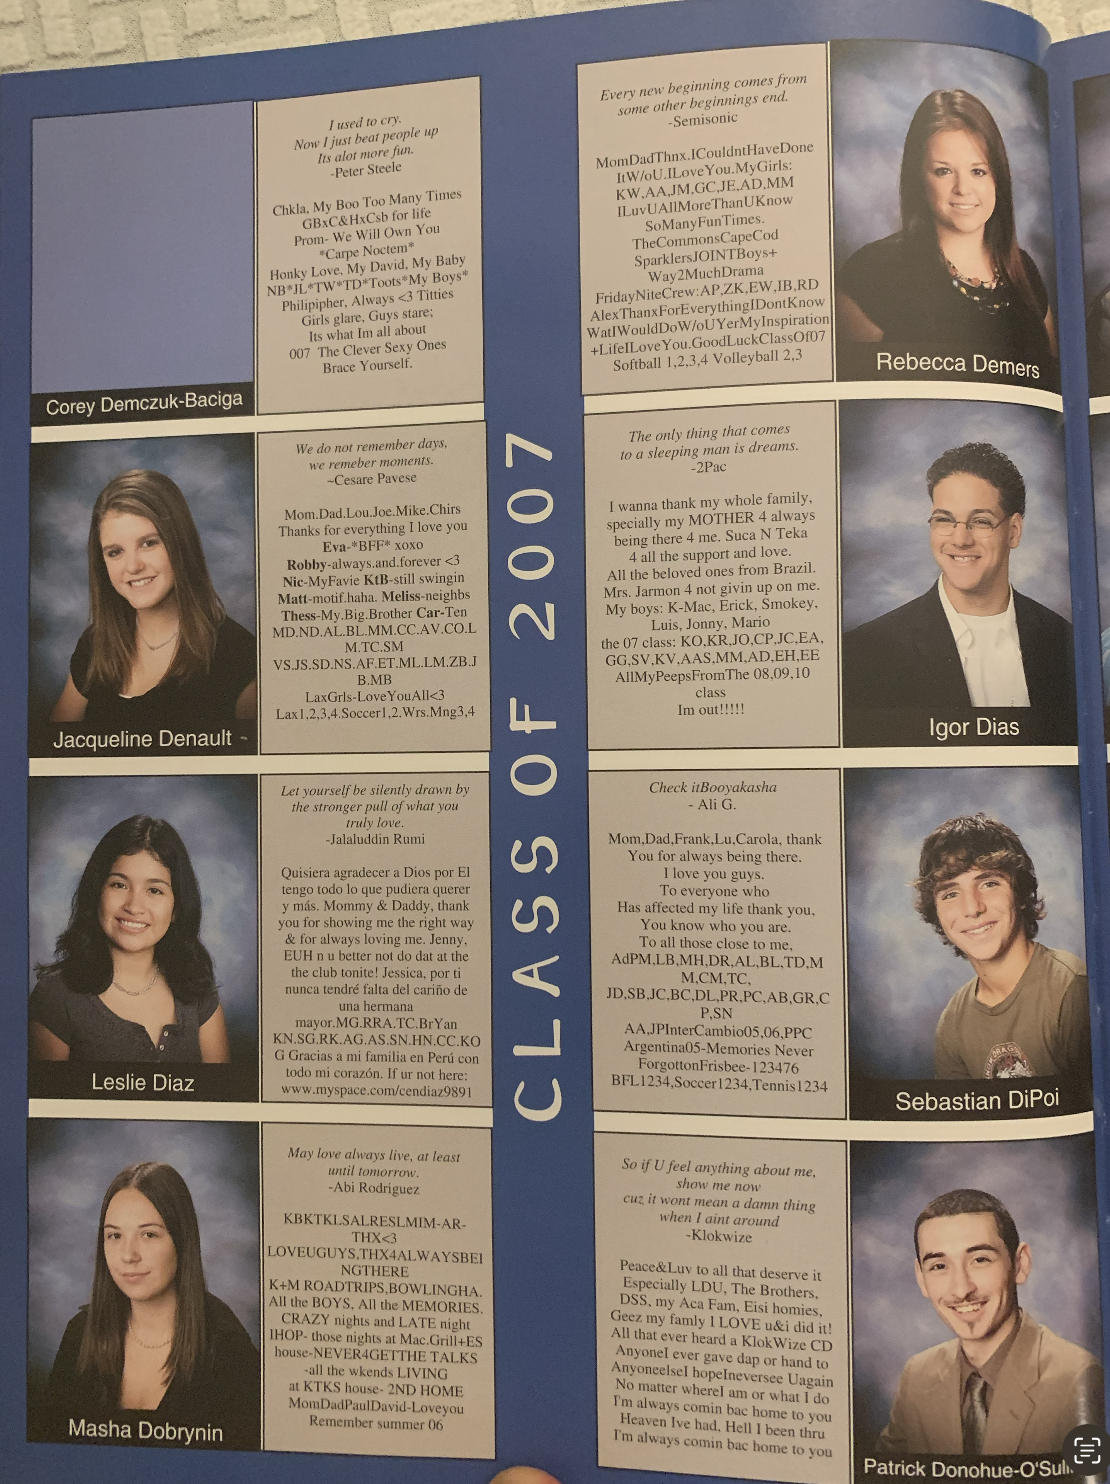 I used to cry.
Now I just beat people up
Its alot more fun.
-Peter Steele
Chkla, My Boo Too Many Times
GBxC&HxCsb for life
Prom- We Will Own You
*Carpe Noctem*
Honky Love, My David, My Baby
NB*JL*TW*TD*Toots*My Boys*
Philipipher, Always <3 Titties
Girls glare, Guys stare;
Its what Im all about
007 The Clever Sexy Ones
Brace Yourself.
Corey Demczuk-Baciga
We do not remember days,
we remeber moments.
~Cesare Pavese
Mom.Dad.Lou.Joe.Mike.Chirs
Thanks for everything I love you
Eva-*BFF* xoxo
Robby-always.and.forever <3
Nic-MyFavie KtB-still swingin
Matt-motif.haha. Meliss-neighbs
Thess-My.Big.Brother Car-Ten
MD.ND.AL.BL.MM.CC.AV.CO.L
M.TC.SM
VS.JS.SD.NS.AF.ET.ML.LM.ZB.J
B.MB
LaxGrls-LoveYouAll<3
Lax1,2,3,4.Soccer1,2.Wrs.Mng3,4
Jacqueline Denault
Let yourself be silently drawn by
the stronger pull of what you
truly love.
-Jalaluddin Rumi
Quisiera agradecer a Dios por El
tengo todo lo que pudiera querer
y más. Mommy & Daddy, thank
you for showing me the right way
& for always loving me. Jenny,
EUH n u better not do dat at the
the club tonite! Jessica, por ti
nunca tendré falta del cariño de
una hermana
mayor.MG.RRA.TC.BrYan
KN.SG.RK.AG.AS.SN.HN.CC.KO
G Gracias a mi familia en Perú con
todo mi corazón. If ur not here:
www.myspace.com/cendiaz9891
Leslie Diaz
May love always live, at least
until tomorrow.
-Abi Rodriguez
KBKTKLSALRESLMIM-AR-
THX<3
LOVEUGUYS,THX4ALWAYSBEI
NGTHERE
K+M ROADTRIPS,BOWLINGHA.
All the BOYS, All the MEMORIES.
CRAZY nights and LATE night
IHOP- those nights at Mac.Grill+ES
house-NEVER4GETTHE TALKS
-all the wkends LIVING
at KTKS house- 2ND HOME
MomDadPaulDavid-Loveyou
Remember summer 06
Masha Dobrynin
CLASS OF 2007
Every new beginning comes from
some other beginnings end.
-Semisonic
MomDadThnx.ICouldntHaveDone
ItW/oU.ILoveYou.MyGirls:
KW,AA,JM,GC,JE,AD,MM
ILuvUAllMoreThanUKnow
SoManyFunTimes.
TheCommonsCapeCod
SparklersJOINTBoys+
Way2MuchDrama
FridayNiteCrew:AP,ZK,EW,IB,RD
AlexThanxForEverythingIDontKnow
WatIWouldDoW/oUYerMyInspiration
+LifeILoveYou.GoodLuckClassOf07
Softball 1,2,3,4 Volleyball 2,3
Rebecca Demers
The only thing that comes
to a sleeping man is dreams.
-2Pac
I wanna thank my whole family,
specially my MOTHER 4 always
being there 4 me. Suca N Teka
4 all the support and love.
All the beloved ones from Brazil.
Mrs. Jarmon 4 not givin up on me.
My boys: K-Mac, Erick, Smokey,
Luis, Jonny, Mario
the 07 class: KO,KR,JO,CP,JC,EA,
GG,SV,KV,AAS,MM,AD,EH,EE
AllMyPeepsFromThe 08,09,10
class
Im out!!!!!
Igor Dias
Check itBooyakasha
- Ali G.
Mom,Dad,Frank,Lu,Carola, thank
You for always being there.
I love you guys.
To everyone who
Has affected my life thank you,
You know who you are.
To all those close to me,
AdPM,LB,MH,DR,AL,BL,TD,M
M,CM,TC,
JD,SB,JC,BC,DL,PR,PC,AB,GR,C
P,SN
AA,JPInterCambio05,06,PPC
Argentina05-Memories Never
ForgottonFrisbee-123476
BFL1234,Soccer1234,Tennis1234
Sebastian DiPoi
So if U feel anything about me,
show me now
cuz it wont mean a damn thing
when I aint around
-Klokwize
Peace&Luv to all that deserve it
Especially LDU, The Brothers,
DSS, my Aca Fam, Eisi homies,
Geez my famly I LOVE u&i did it!
All that ever heard a KlokWize CD
AnyoneI ever gave dap or hand to
AnyoneelseI hopeIneversee Uagain
No matter whereI am or what I do
I'm always comin bac home to you
Heaven Ive had, Hell I been thru
I'm always comin bac home to you
Patrick Donohue-O'Sull